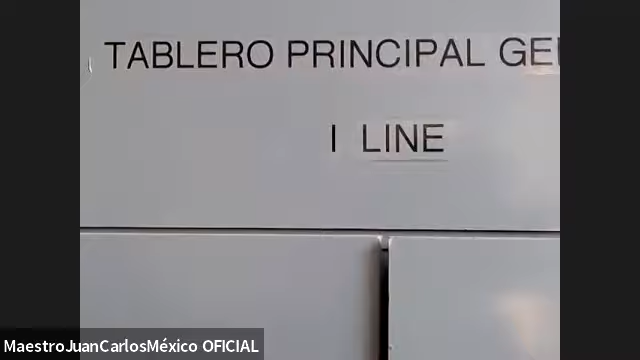 TABLERO PRINCIPAL
I LINE
MaestroJuanCarlosMéxico OFICIAL